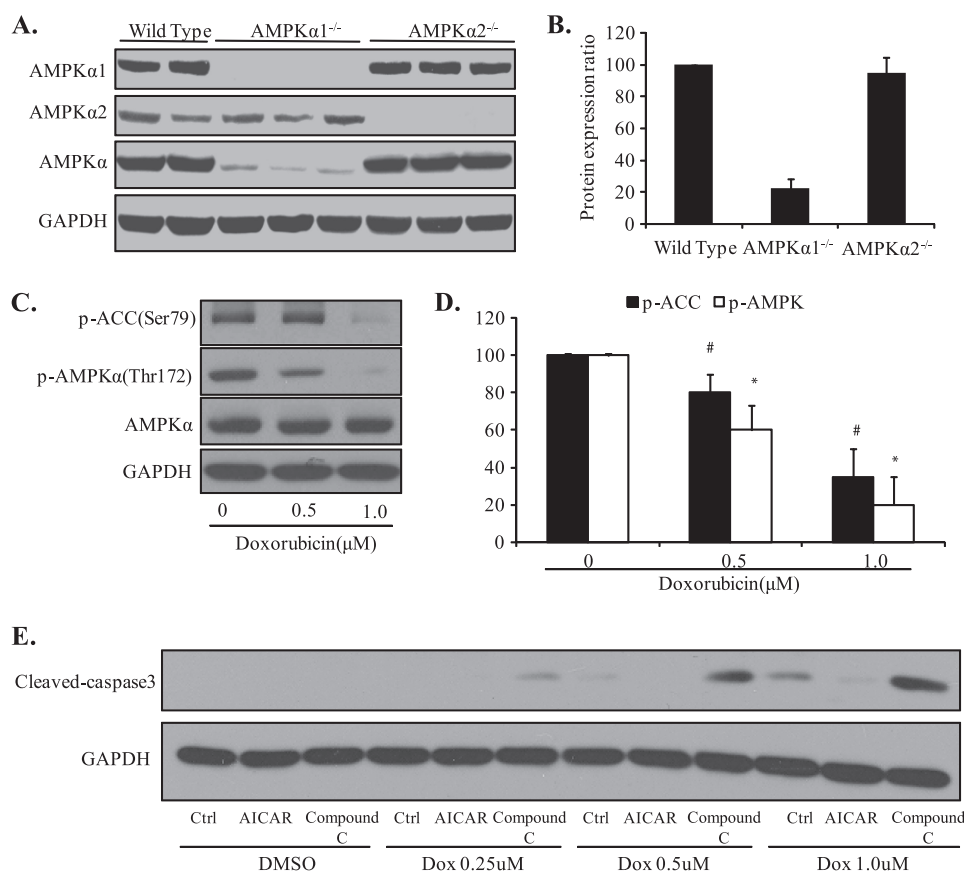 A.
Wild Type AMPKα1-/- AMPKα2-/-
AMPKα1
AMPKα2
AMPKα
GAPDH
B.
Protein expression ratio
120
100
80
60
40
20
0
Wild Type AMPKα1-/- AMPKα2-/-
C.
p-ACC(Ser79)
p-AMPKα(Thr172)
AMPKα
GAPDH
0 0.5 1.0
Doxorubicin(μM)
D.
p-ACC p-AMPK
120
100
80
60
40
20
0
# * # *
0 0.5 1.0
Doxorubicin(μM)
E.
Cleaved-caspase3
GAPDH
Ctrl AICAR Compound C Ctrl AICAR Compound C Ctrl AICAR Compound C Ctrl AICAR Compound C
DMSO Dox 0.25uM Dox 0.5uM Dox 1.0uM